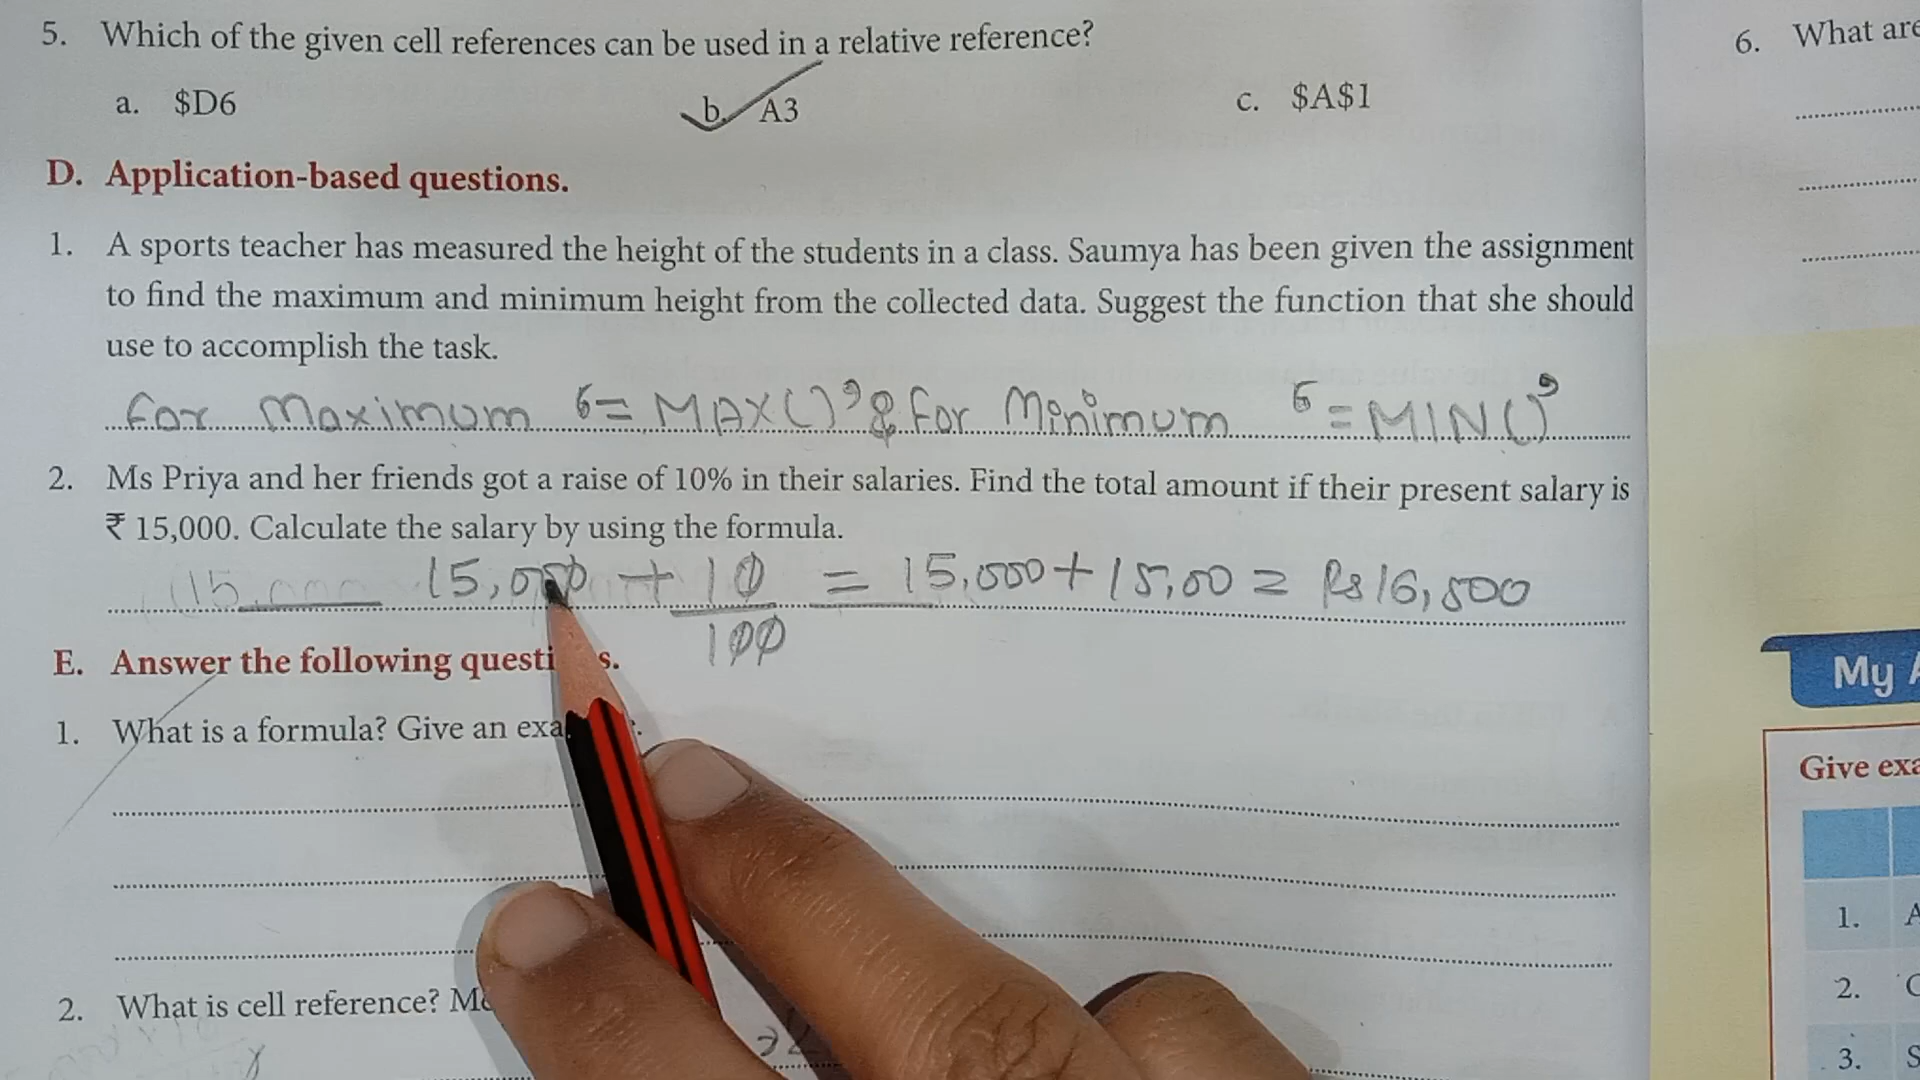 5. Which of the given cell references can be used in a relative reference?
a. $D6 b. A3 c. $A$1
D. Application-based questions.
1. A sports teacher has measured the height of the students in a class. Saumya has been given the assignment
to find the maximum and minimum height from the collected data. Suggest the function that she should
use to accomplish the task.
For Maximum ‘=MAX()’ & For Minimum ‘=MIN()’
2. Ms Priya and her friends got a raise of 10% in their salaries. Find the total amount if their present salary is
₹ 15,000. Calculate the salary by using the formula.
15,000 + 10/100 = 15,000 + 15,00 = Rs 16,500
E. Answer the following
1. What is a formula? Give an
2. What is cell reference?
6. What are
My
Give
1. A
2. C
3. S